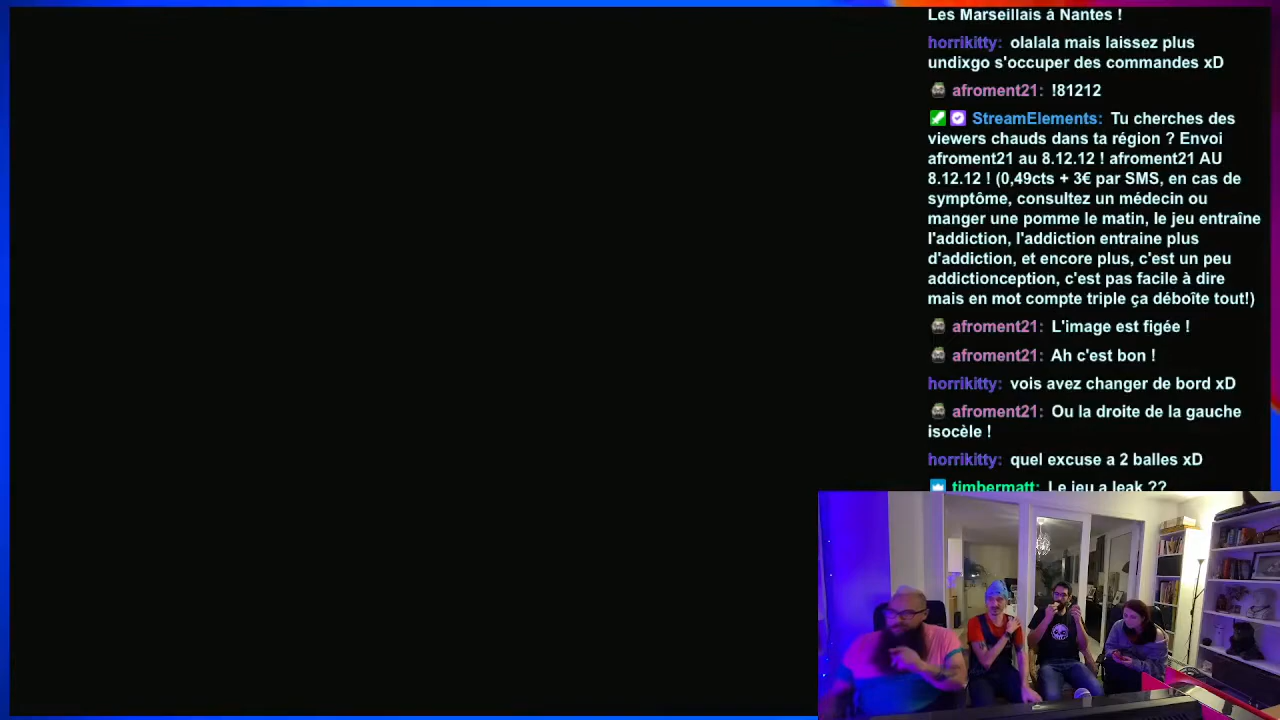 Les Marseillais à Nantes !
horrikitty: olalala mais laissez plus
undixgo s'occuper des commandes xD
afroment21: !81212
StreamElements: Tu cherches des
viewers chauds dans ta région ? Envoi
afroment21 au 8.12.12 ! afroment21 AU
8.12.12 ! (0,49cts + 3€ par SMS, en cas de
symptôme, consultez un médecin ou
manger une pomme le matin, le jeu entraîne
l'addiction, l'addiction entraine plus
d'addiction, et encore plus, c'est un peu
addictionception, c'est pas facile à dire
mais en mot compte triple ça déboîte tout!)
afroment21: L'image est figée !
afroment21: Ah c'est bon !
horrikitty: vois avez changer de bord xD
afroment21: Ou la droite de la gauche
isocèle !
horrikitty: quel excuse a 2 balles xD
timbermatt: Le jeu a leak ??